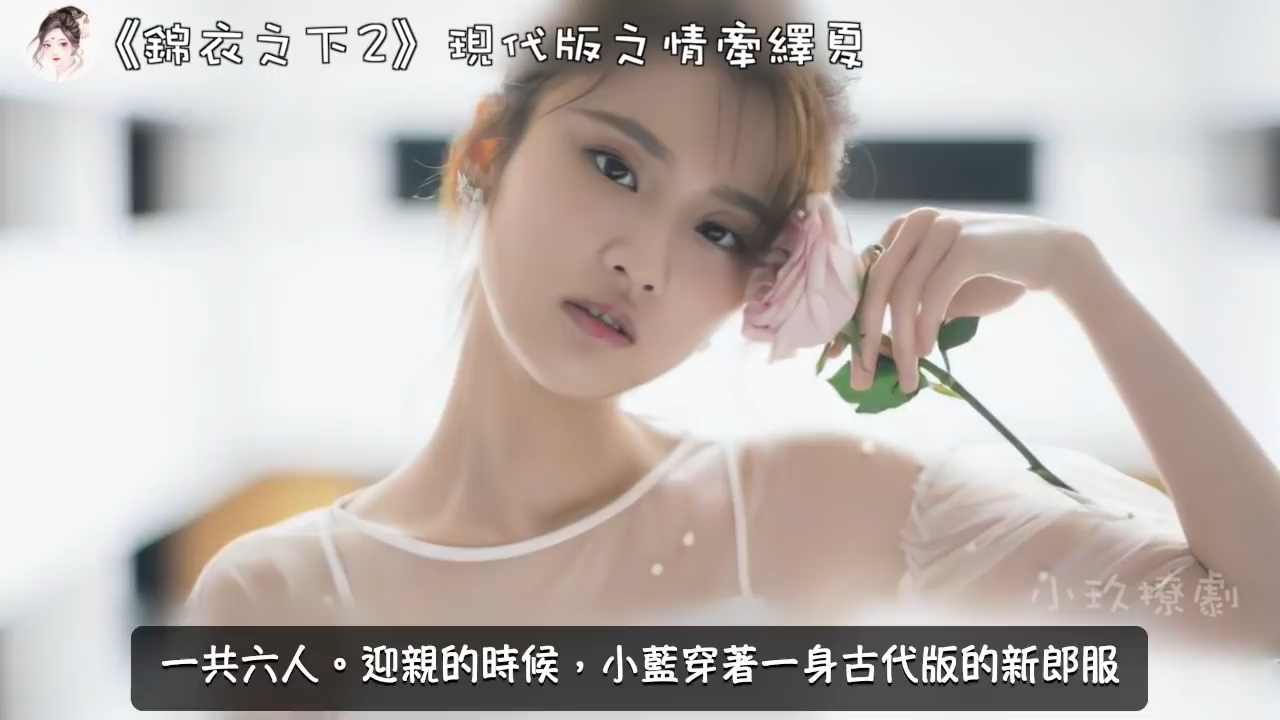 《錦衣之下2》現代版之情牽繹夏
小玖撩劇
一共六人。迎親的時候，小藍穿著一身古代版的新郎服